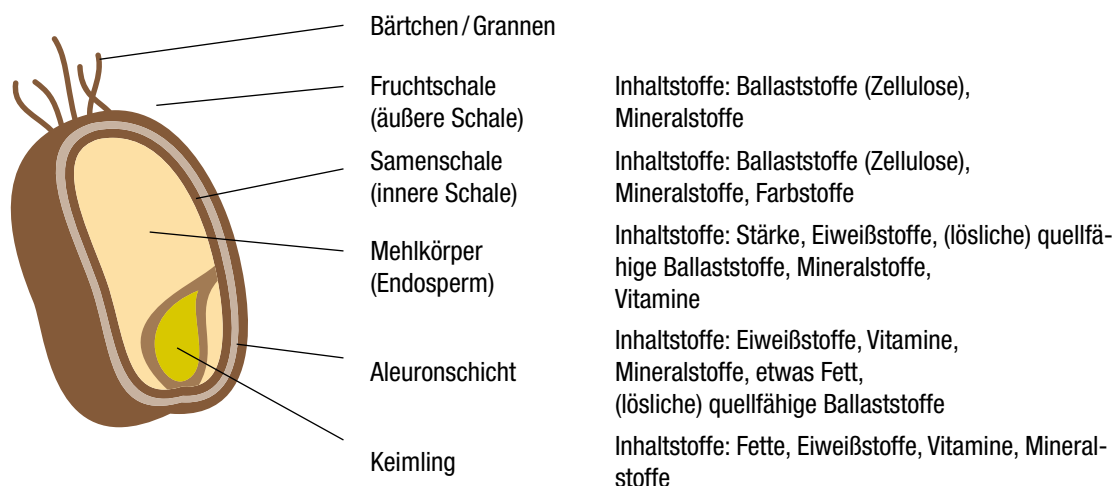 Bärtchen / Grannen
Fruchtschale
(äußere Schale)
Inhaltstoffe: Ballaststoffe (Zellulose),
Mineralstoffe
Samenschale
(innere Schale)
Inhaltstoffe: Ballaststoffe (Zellulose),
Mineralstoffe, Farbstoffe
Mehlkörper
(Endosperm)
Inhaltstoffe: Stärke, Eiweißstoffe, (lösliche) quellfä-
hige Ballaststoffe, Mineralstoffe,
Vitamine
Aleuronschicht
Inhaltstoffe: Eiweißstoffe, Vitamine,
Mineralstoffe, etwas Fett,
(lösliche) quellfähige Ballaststoffe
Keimling
Inhaltstoffe: Fette, Eiweißstoffe, Vitamine, Mineral-
stoffe